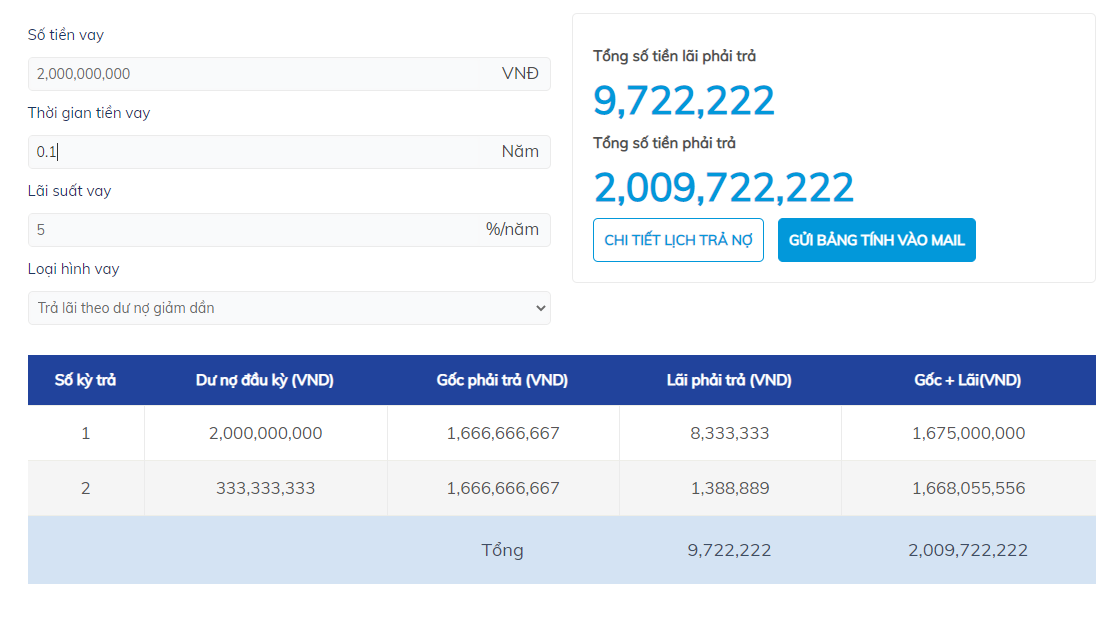 Số tiền vay
2,000,000,000 VNĐ
Thời gian tiền vay
0.1 Năm
Lãi suất vay
5 %/năm
Loại hình vay
Trả lãi theo dư nợ giảm dần
Tổng số tiền lãi phải trả
9,722,222
Tổng số tiền phải trả
2,009,722,222
CHI TIẾT LỊCH TRẢ NỢ GỬI BẢNG TÍNH VÀO MAIL
Số kỳ trả Dư nợ đầu kỳ (VND) Gốc phải trả (VND) Lãi phải trả (VND) Gốc + Lãi(VND)
1 2,000,000,000 1,666,666,667 8,333,333 1,675,000,000
2 333,333,333 1,666,666,667 1,388,889 1,668,055,556
Tổng 9,722,222 2,009,722,222